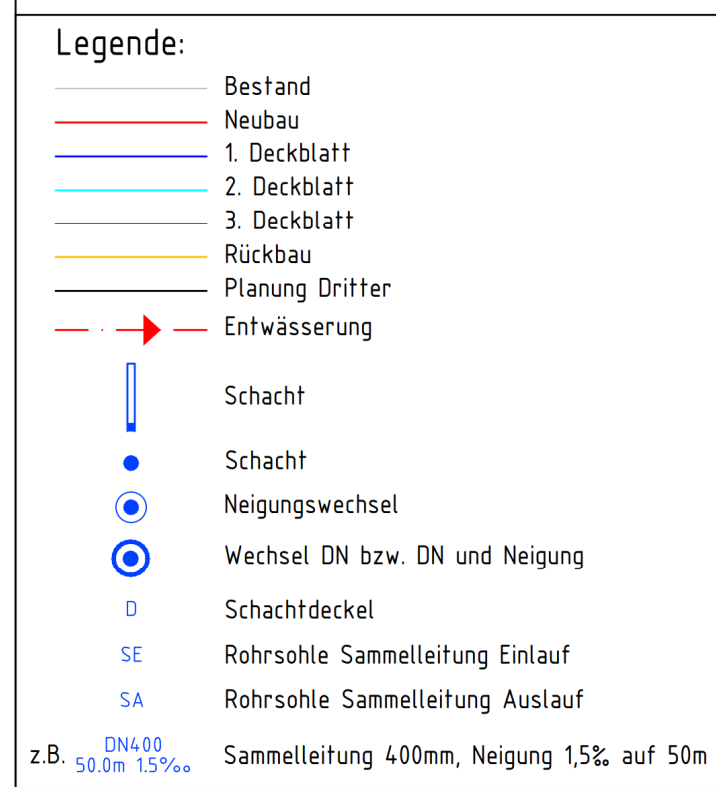 Legende:
Bestand
Neubau
1. Deckblatt
2. Deckblatt
3. Deckblatt
Rückbau
Planung Dritter
Entwässerung
Schacht
Schacht
Neigungswechsel
Wechsel DN bzw. DN und Neigung
D Schachtdeckel
SE Rohrsohle Sammelleitung Einlauf
SA Rohrsohle Sammelleitung Auslauf
z.B. DN400
50.0m 1.5%o
Sammelleitung 400mm, Neigung 1,5‰ auf 50m